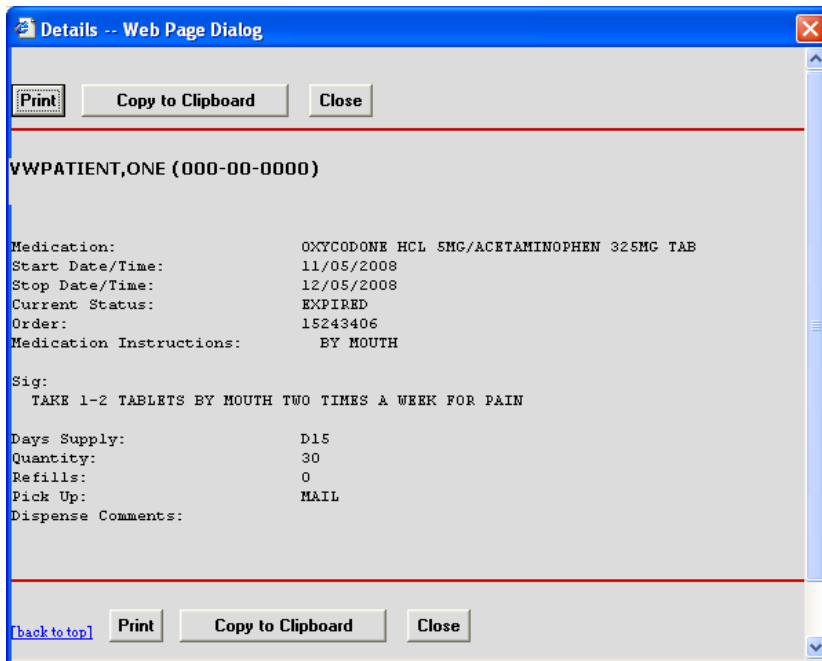 Details -- Web Page Dialog
Print Copy to Clipboard Close
VWPATIENT,ONE (000-00-0000)
Medication: OXYCODONE HCL 5MG/ACETAMINOPHEN 325MG TAB
Start Date/Time: 11/05/2008
Stop Date/Time: 12/05/2008
Current Status: EXPIRED
Order: 15243406
Medication Instructions: BY MOUTH
Sig:
TAKE 1-2 TABLETS BY MOUTH TWO TIMES A WEEK FOR PAIN
Days Supply: D15
Quantity: 30
Refills: 0
Pick Up: MAIL
Dispense Comments:
[back to top] Print Copy to Clipboard Close